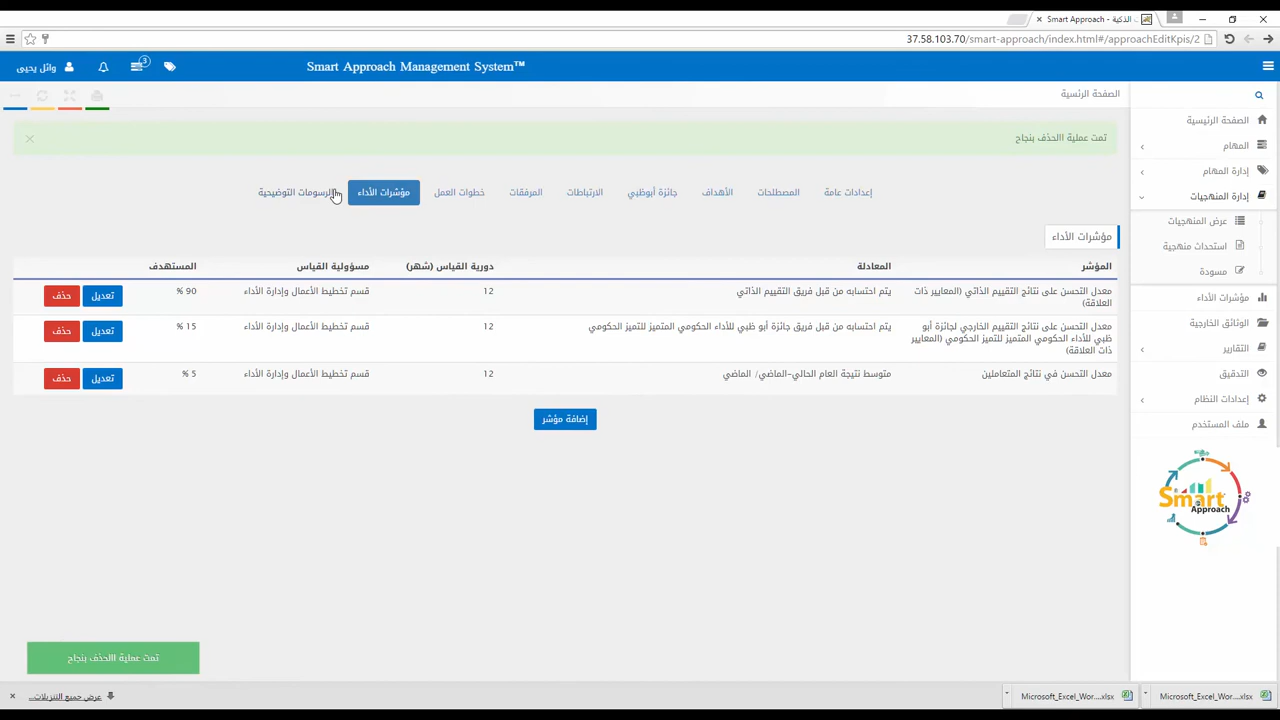 Smart Approach - الذكية
37.58.103.70/smart-approach/index.html#/approachEditKpis/2
Smart Approach Management System™
3
وائل يحيى
الصفحة الرئسية
تمت عملية االحذف بنجاح
إعدادات عامة
المصطلحات
الأهداف
جائزة أبوظبي
الارتباطات
المرفقات
خطوات العمل
مؤشرات الأداء
الرسومات التوضيحية
مؤشرات الأداء
المؤشر المعادلة دورية القياس (شهر) مسؤولية القياس المستهدف
معدل التحسن على نتائج التقييم الذاتي (المعايير ذات
العلاقة)
يتم احتسابه من قبل فريق التقييم الذاتي
12
قسم تخطيط الأعمال وإدارة الأداء
90 %
تعديل
حذف
معدل التحسن على نتائج التقييم الخارجي لجائزة أبو
ظبي للأداء الحكومي المتميز للتميز الحكومي (المعايير
ذات العلاقة)
يتم احتسابه من قبل فريق جائزة أبو ظبي للأداء الحكومي المتميز للتميز الحكومي
12
قسم تخطيط الأعمال وإدارة الأداء
15 %
تعديل
حذف
معدل التحسن في نتائج المتعاملين
متوسط نتيجة العام الحالي-الماضي/ الماضي
12
قسم تخطيط الأعمال وإدارة الأداء
5 %
تعديل
حذف
إضافة مؤشر
الصفحة الرئيسية
المهام
إدارة المهام
إدارة المنهجيات
عرض المنهجيات
استحداث منهجية
مسودة
مؤشرات الأداء
الوثائق الخارجية
التقارير
التدقيق
إعدادات النظام
ملف المستخدم
Smart
Approach
تمت عملية االحذف بنجاح
Microsoft_Excel_Wor....xlsx
Microsoft_Excel_Wor....xlsx
عرض جميع التنزيلات...